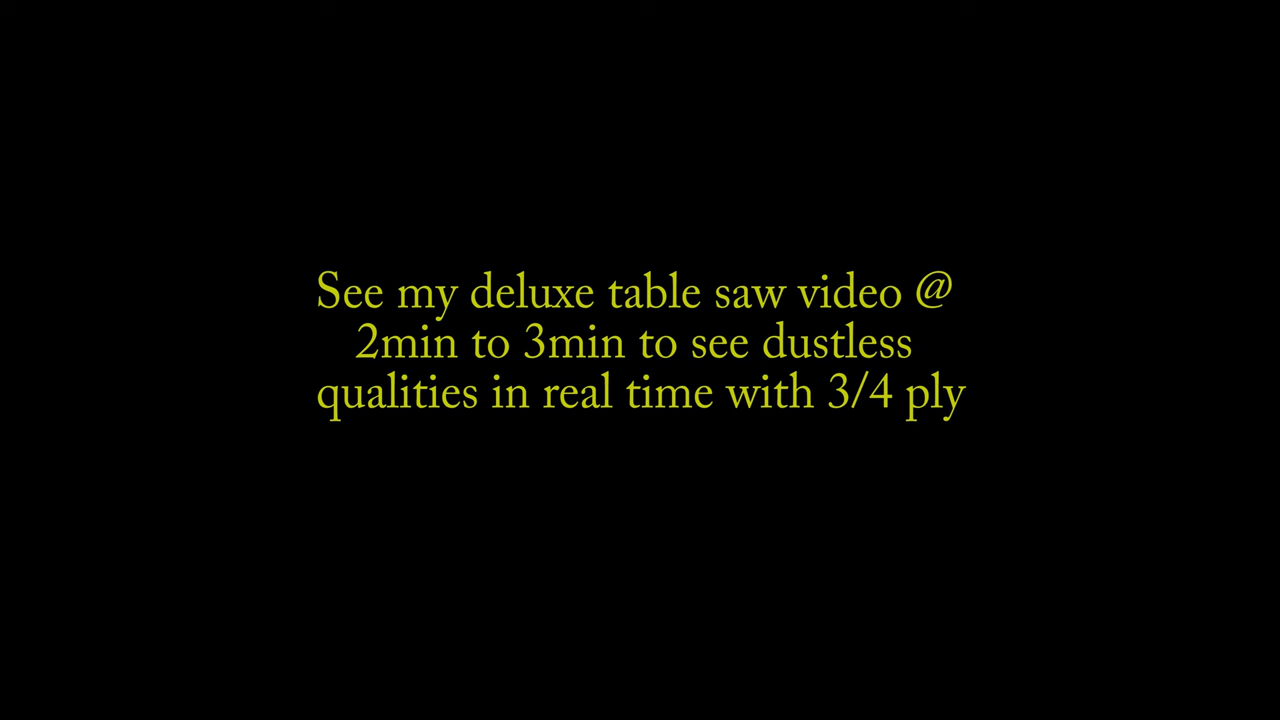 See my deluxe table saw video @
2min to 3min to see dustless
qualities in real time with 3/4 ply